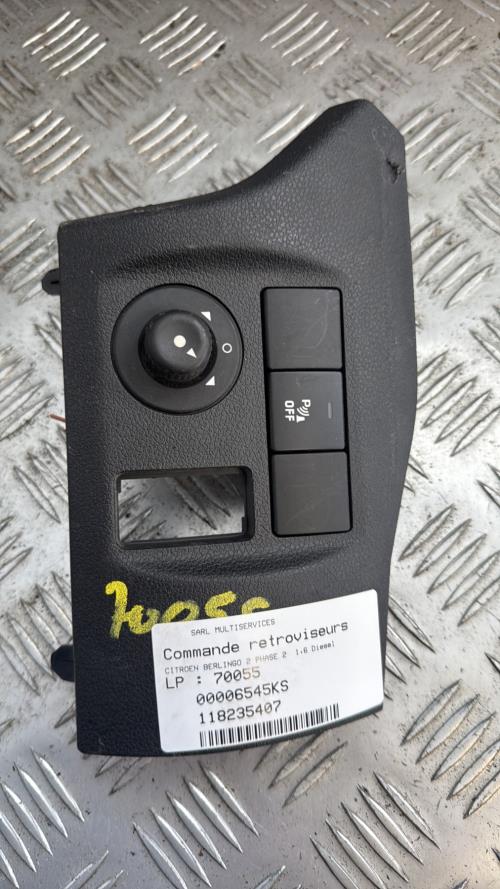 P
OFF
70055
SARL MULTISERVICES
Commande retroviseurs
CITROEN BERLINGO 2 PHASE 2 1.6 Diesel
LP : 70055
00006545KS
118235407